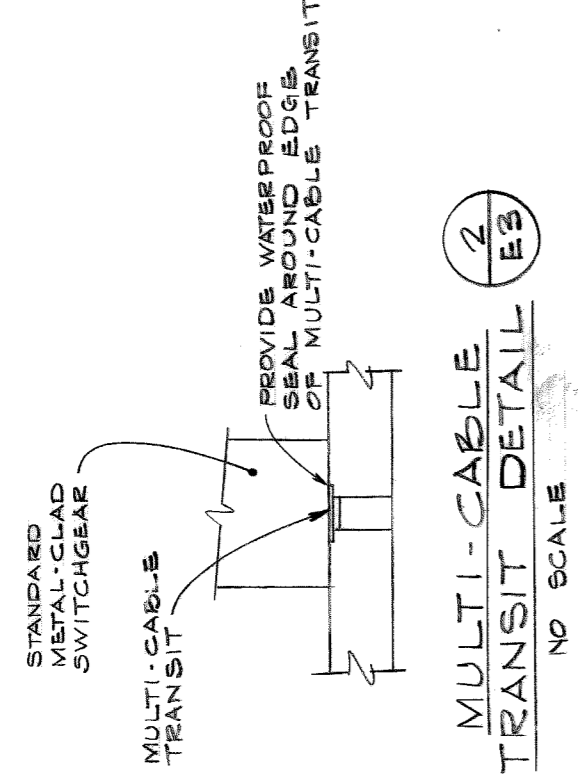 STANDARD
METAL-CLAD
SWITCHGEAR
MULTI-CABLE
TRANSIT
PROVIDE WATERPROOF
SEAL AROUND EDGE
OF MULTI-CABLE TRANSIT
MULTI-CABLE
TRANSIT DETAIL
NO SCALE
2
E3